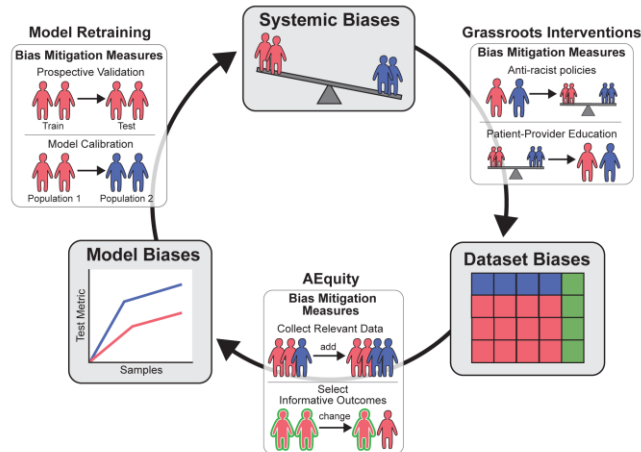 Model Retraining
Bias Mitigation Measures
Prospective Validation
Train
Test
Model Calibration
Population 1
Population 2
Systemic Biases
Grassroots Interventions
Bias Mitigation Measures
Anti-racist policies
Patient-Provider Education
Model Biases
Test Metric
Samples
AEquity
Bias Mitigation
Measures
Collect Relevant Data
add
Select
Informative Outcomes
change
Dataset Biases